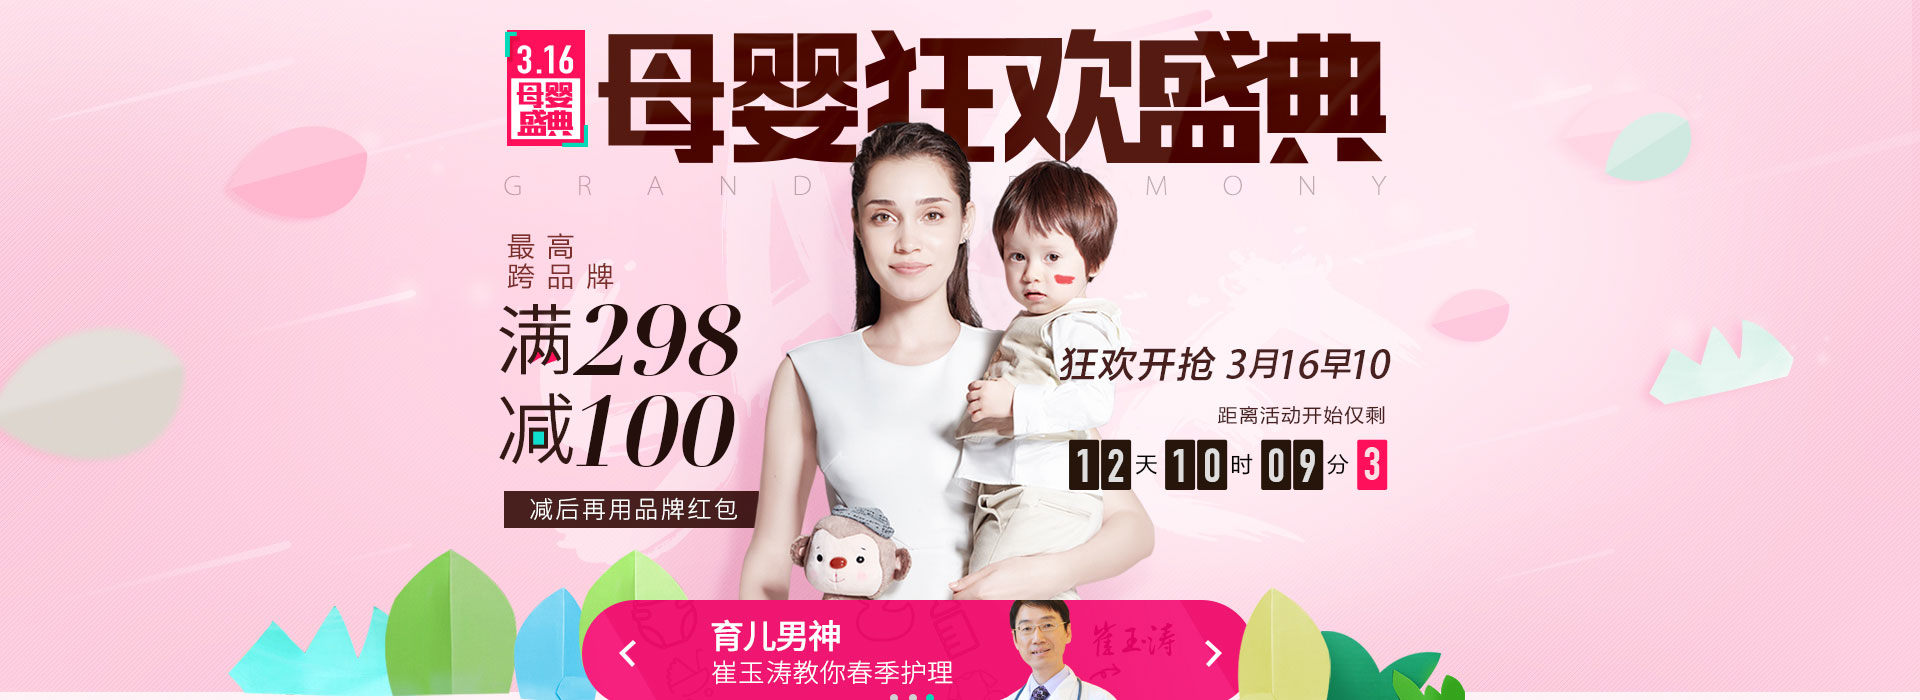 3.16
母婴
盛典
母婴狂欢盛典
GRAND MONY
最高
跨品牌
满298
减100
减后再用品牌红包
狂欢开抢 3月16早10
距离活动开始仅剩
12天10时09分3
育儿男神
崔玉涛教你春季护理
崔玉涛